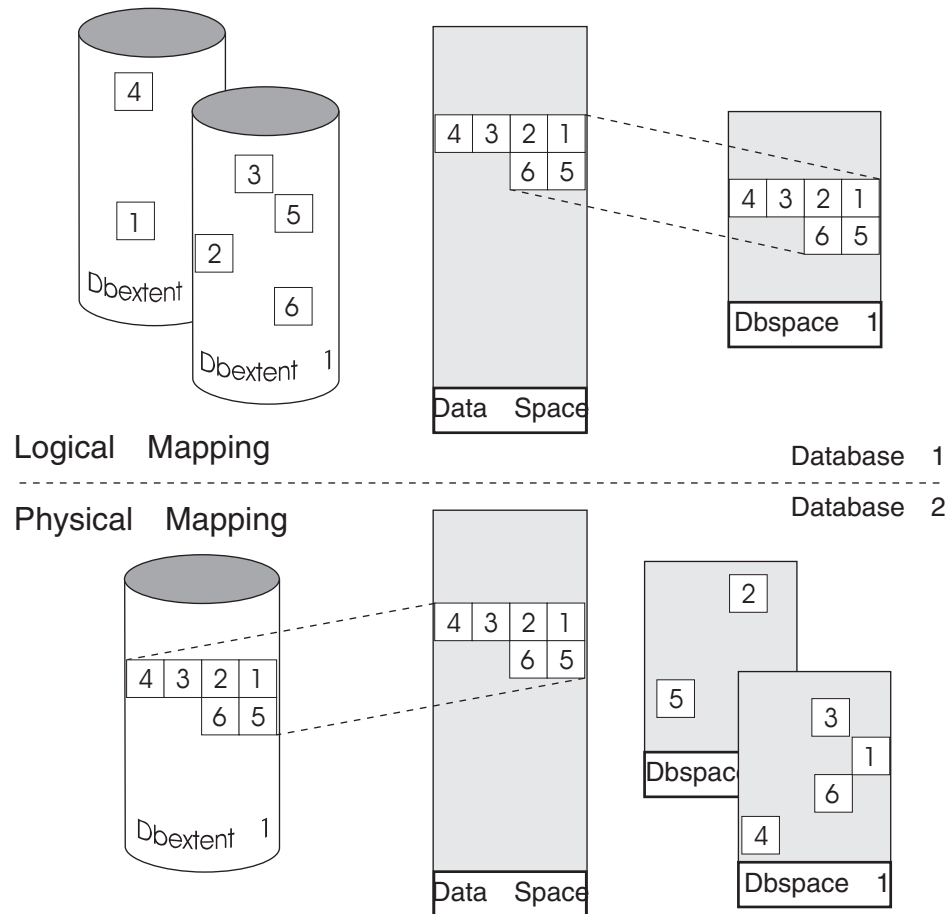 4
1
Dbextent
3
5
2
6
Dbextent 1
4 3 2 1
6 5
Data Space
4 3 2 1
6 5
Dbspace 1
Logical Mapping
Database 1
Physical Mapping
Database 2
4 3 2 1
6 5
Dbextent 1
4 3 2 1
6 5
Data Space
2
5
Dbspac
3
1
6
4
Dbspace 1